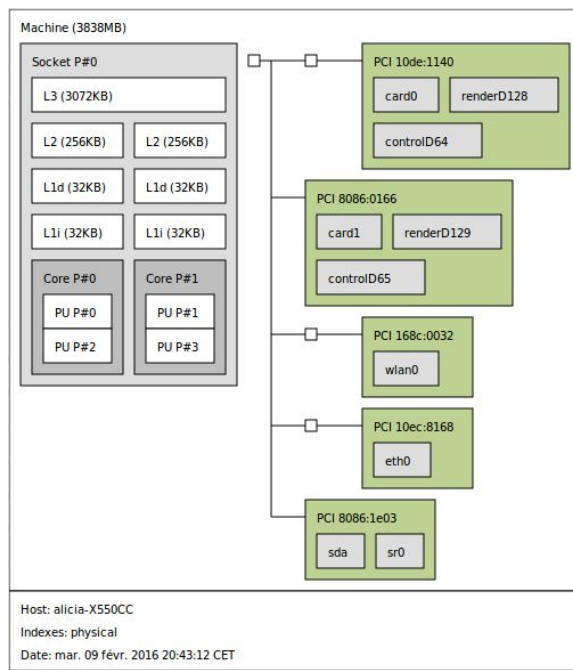 Machine (3838MB)
Socket P#0
L3 (3072KB)
L2 (256KB)
L2 (256KB)
L1d (32KB)
L1d (32KB)
L1i (32KB)
L1i (32KB)
Core P#0
PU P#0
PU P#2
Core P#1
PU P#1
PU P#3
PCI 10de:1140
card0
renderD128
controlD64
PCI 8086:0166
card1
renderD129
controlD65
PCI 168c:0032
wlan0
PCI 10ec:8168
eth0
PCI 8086:1e03
sda
sr0
Host: alicia-X550CC
Indexes: physical
Date: mar. 09 févr. 2016 20:43:12 CET